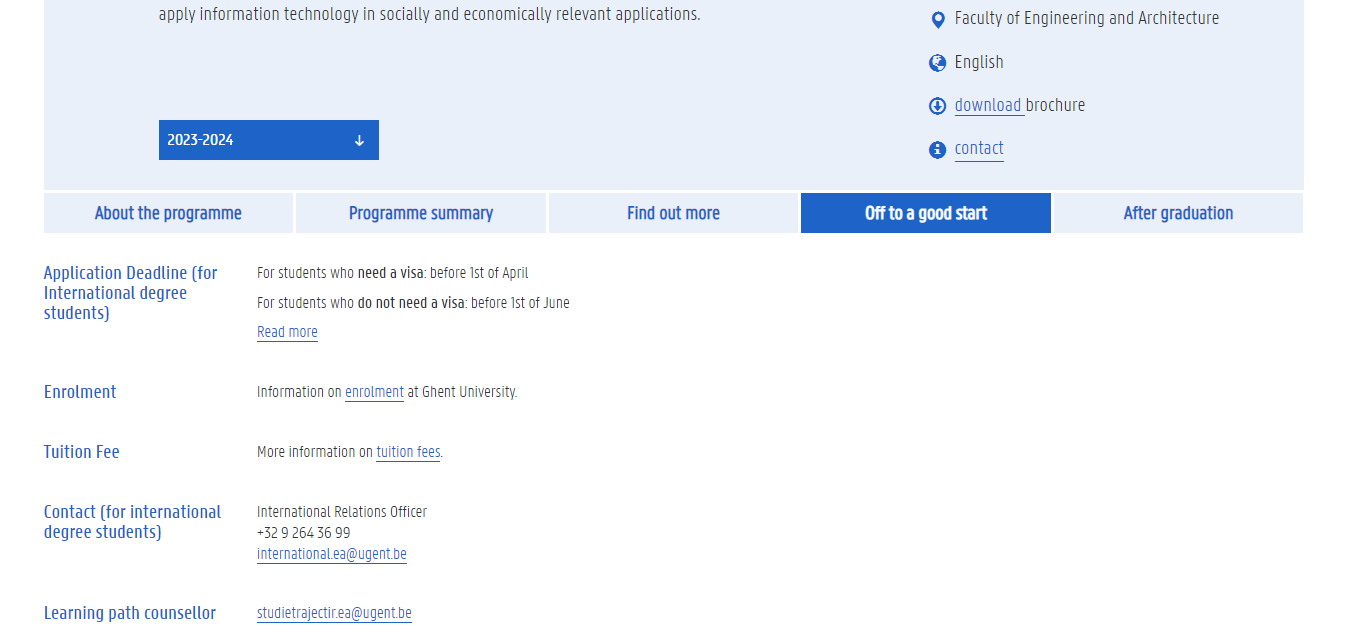 apply information technology in socially and economically relevant applications.
Faculty of Engineering and Architecture
English
download brochure
contact
2023-2024
About the programme
Programme summary
Find out more
Off to a good start
After graduation
Application Deadline (for
International degree
students)
For students who need a visa: before 1st of April
For students who do not need a visa: before 1st of June
Read more
Enrolment
Information on enrolment at Ghent University.
Tuition Fee
More information on tuition fees.
Contact (for international
degree students)
International Relations Officer
+32 9 264 36 99
international.ea@ugent.be
Learning path counsellor
studietrajectir.ea@ugent.be